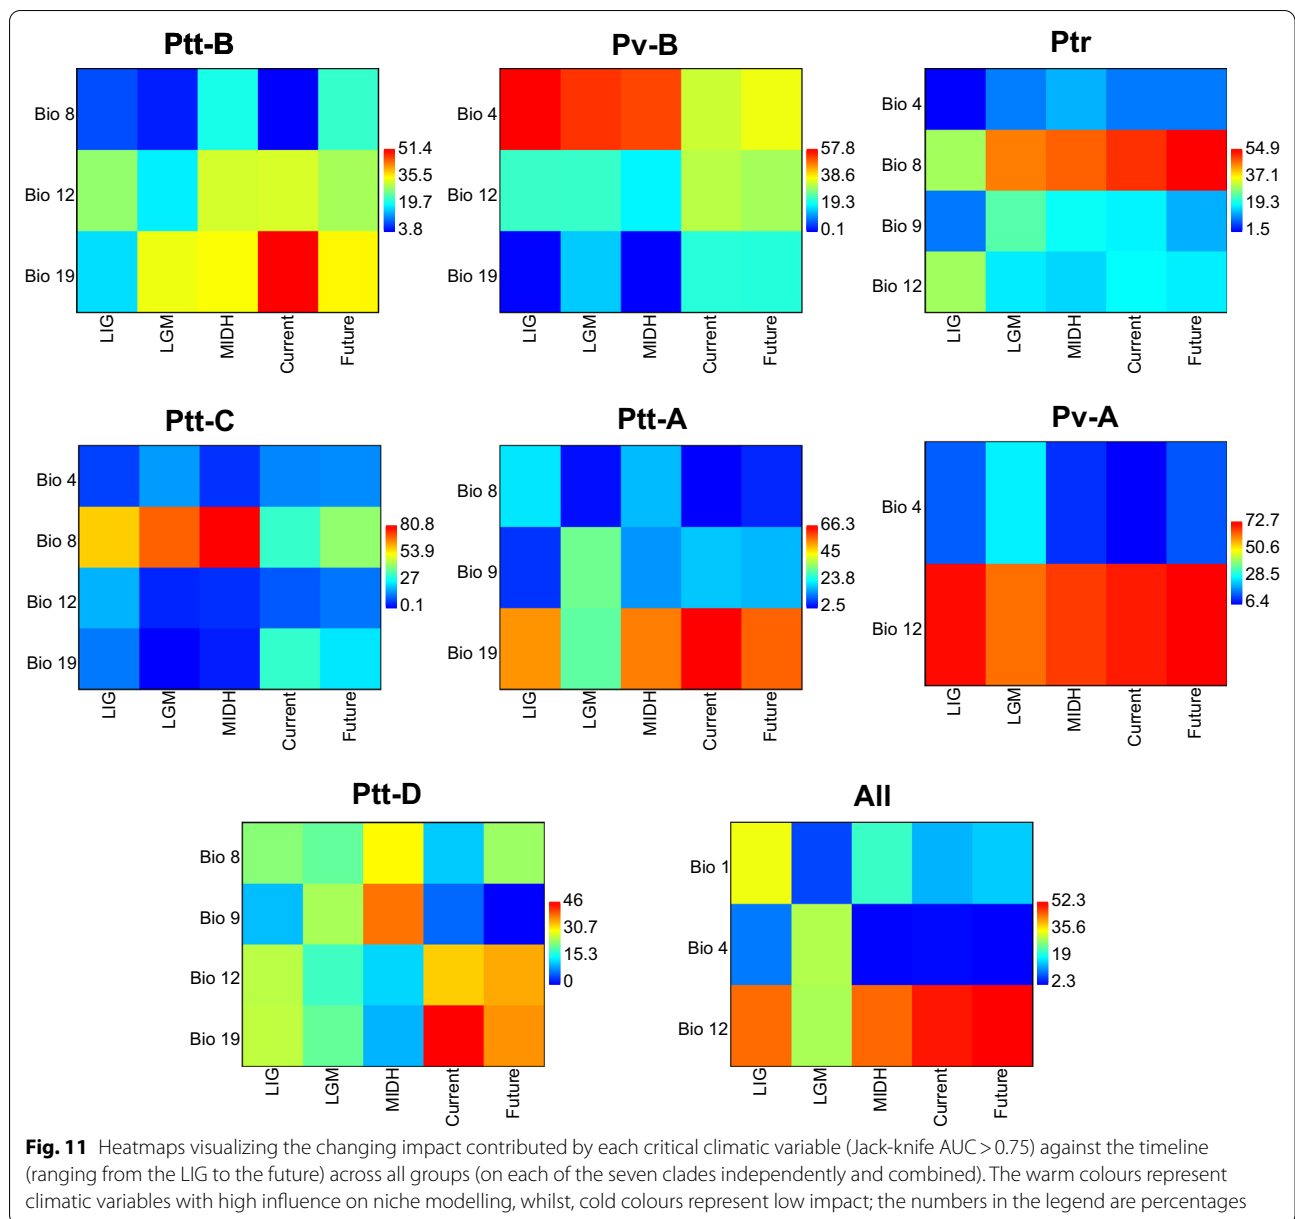 Ptt-B
Bio 8
Bio 12
Bio 19
51.4
35.5
19.7
3.8
LIG
LGM
MIDH
Current
Future
Pv-B
Bio 4
Bio 12
Bio 19
57.8
38.6
19.3
0.1
LIG
LGM
MIDH
Current
Future
Ptr
Bio 4
Bio 8
Bio 9
Bio 12
54.9
37.1
19.3
1.5
LIG
LGM
MIDH
Current
Future
Ptt-C
Bio 4
Bio 8
Bio 12
Bio 19
80.8
53.9
27
0.1
LIG
LGM
MIDH
Current
Future
Ptt-A
Bio 8
Bio 9
Bio 19
66.3
45
23.8
2.5
LIG
LGM
MIDH
Current
Future
Pv-A
Bio 4
Bio 12
72.7
50.6
28.5
6.4
LIG
LGM
MIDH
Current
Future
Ptt-D
Bio 8
Bio 9
Bio 12
Bio 19
46
30.7
15.3
0
LIG
LGM
MIDH
Current
Future
All
Bio 1
Bio 4
Bio 12
52.3
35.6
19
2.3
LIG
LGM
MIDH
Current
Future
Fig. 11 Heatmaps visualizing the changing impact contributed by each critical climatic variable (Jack-knife AUC > 0.75) against the timeline
(ranging from the LIG to the future) across all groups (on each of the seven clades independently and combined). The warm colours represent
climatic variables with high influence on niche modelling, whilst, cold colours represent low impact; the numbers in the legend are percentages